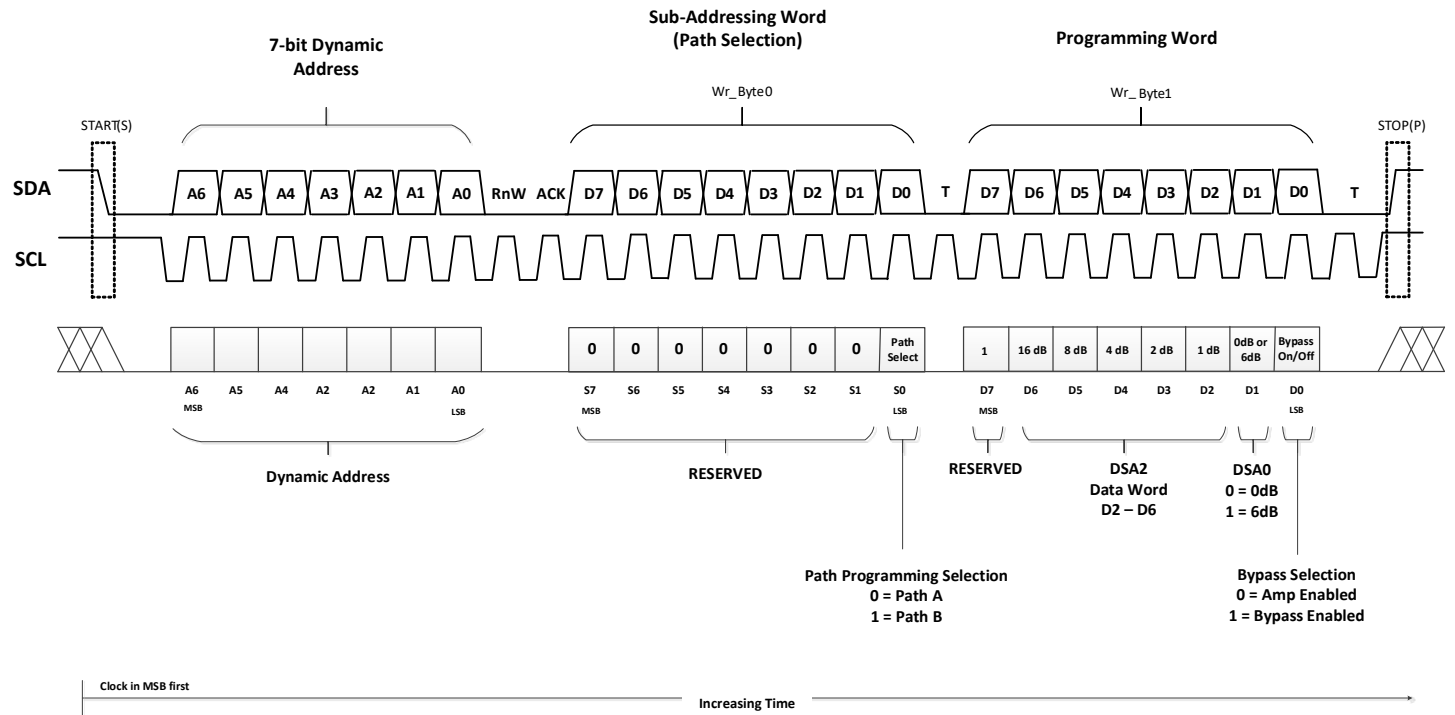 Sub-Addressing Word
(Path Selection)
7-bit Dynamic
Address
Programming Word
Wr_Byte0
Wr_ Byte1
START(S)
STOP(P)
SDA
A6 A5 A4 A3 A2 A1 A0 RnW ACK D7 D6 D5 D4 D3 D2 D1 D0 T D7 D6 D5 D4 D3 D2 D1 D0 T
SCL
0 0 0 0 0 0 0 Path Select 1 16 dB 8 dB 4 dB 2 dB 1 dB 0dB or 6dB Bypass On/Off
A6 A5 A4 A2 A2 A1 A0 S7 S6 S5 S4 S3 S2 S1 S0 D7 D6 D5 D4 D3 D2 D1 D0
MSB LSB MSB LSB MSB LSB
Dynamic Address
RESERVED
RESERVED
DSA2
Data Word
D2 – D6
DSA0
0 = 0dB
1 = 6dB
Path Programming Selection
0 = Path A
1 = Path B
Bypass Selection
0 = Amp Enabled
1 = Bypass Enabled
Clock in MSB first
Increasing Time